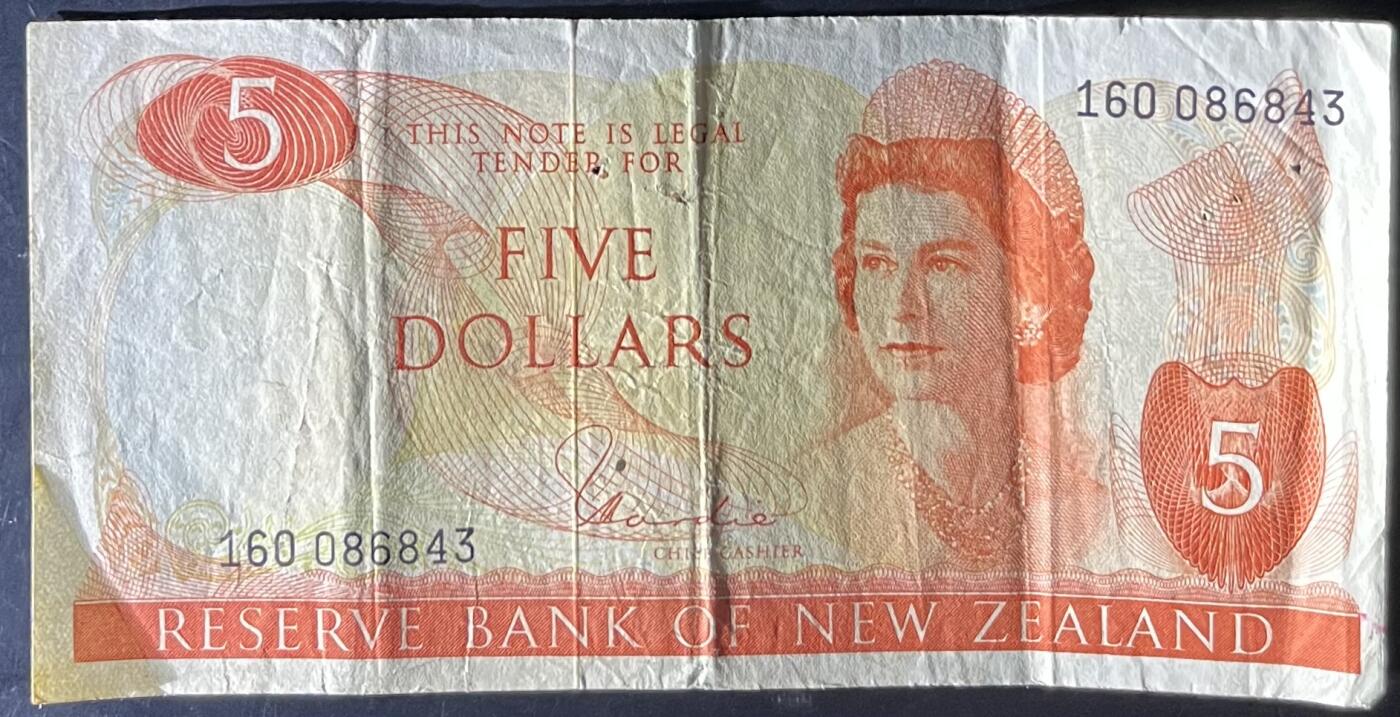 5
160 086843
THIS NOTE IS LEGAL
TENDER FOR
FIVE
DOLLARS
5
Hardie
160 086843
CHIEF CASHIER
RESERVE BANK OF NEW ZEALAND